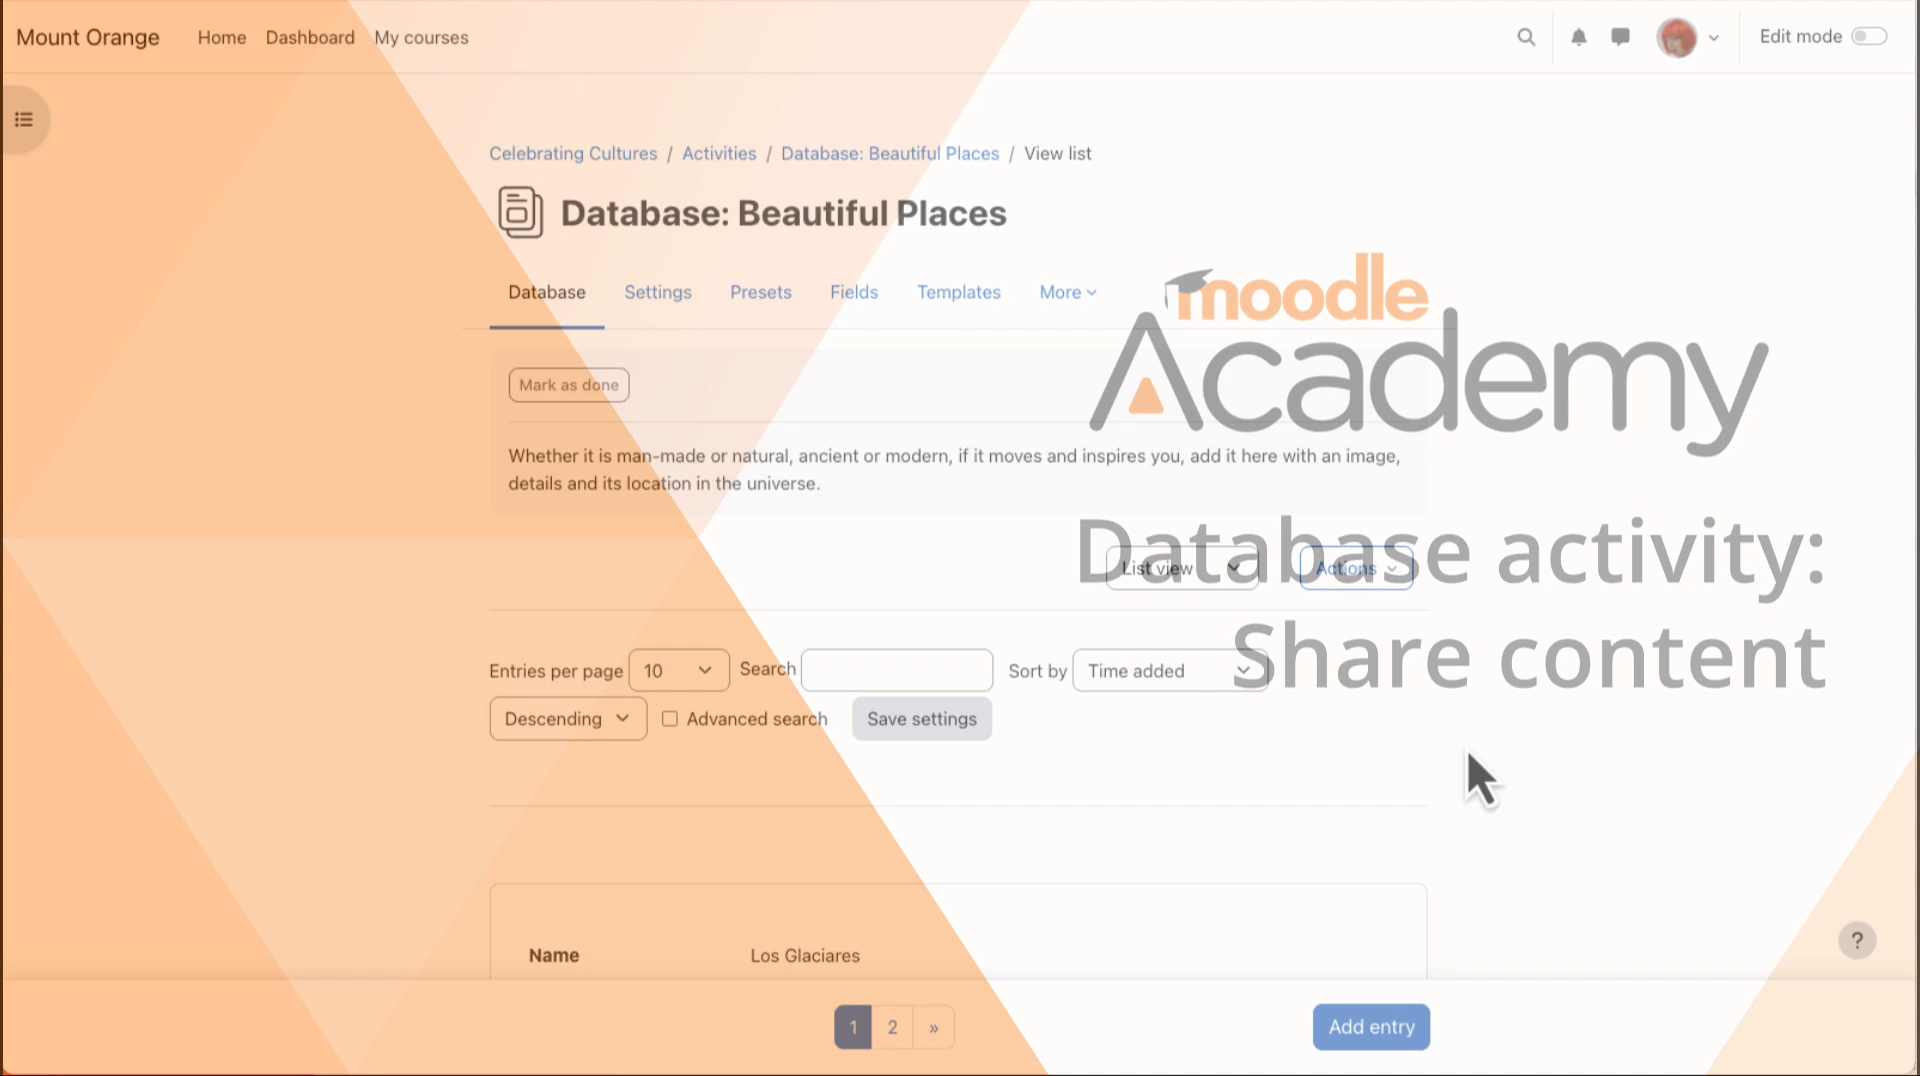 Mount Orange Home Dashboard My courses Edit mode
Celebrating Cultures / Activities / Database: Beautiful Places / View list
Database: Beautiful Places
Database Settings Presets Fields Templates More
moodle
Academy
Mark as done
Whether it is man-made or natural, ancient or modern, if it moves and inspires you, add it here with an image,
details and its location in the universe.
Database activity:
Share content
List view Actions
Entries per page 10 Search Sort by Time added
Descending Advanced search Save settings
Name Los Glaciares
?
1 2 » Add entry